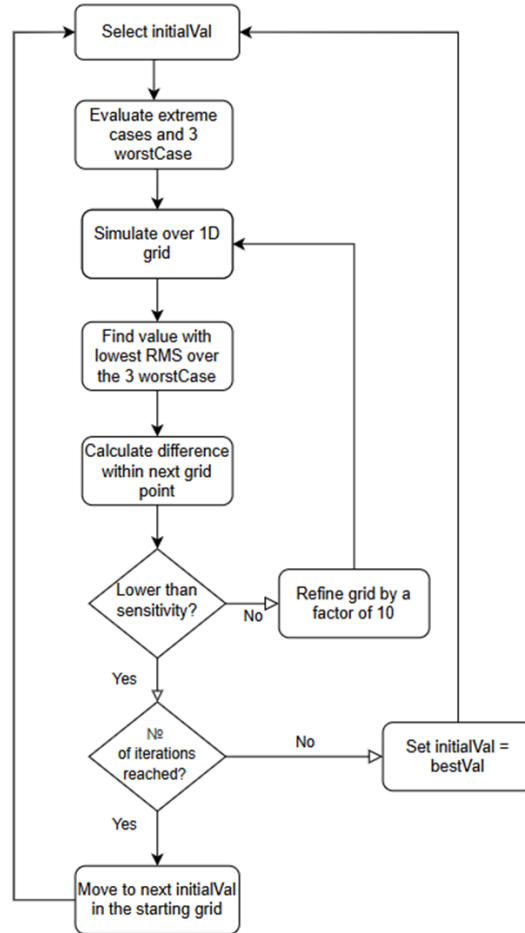 Select initialVal
Evaluate extreme
cases and 3
worstCase
Simulate over 1D
grid
Find value with
lowest RMS over
the 3 worstCase
Calculate difference
within next grid
point
Lower than
sensitivity?
No
Refine grid by a
factor of 10
Yes
№
of iterations
reached?
No
Set initialVal =
bestVal
Yes
Move to next initialVal
in the starting grid